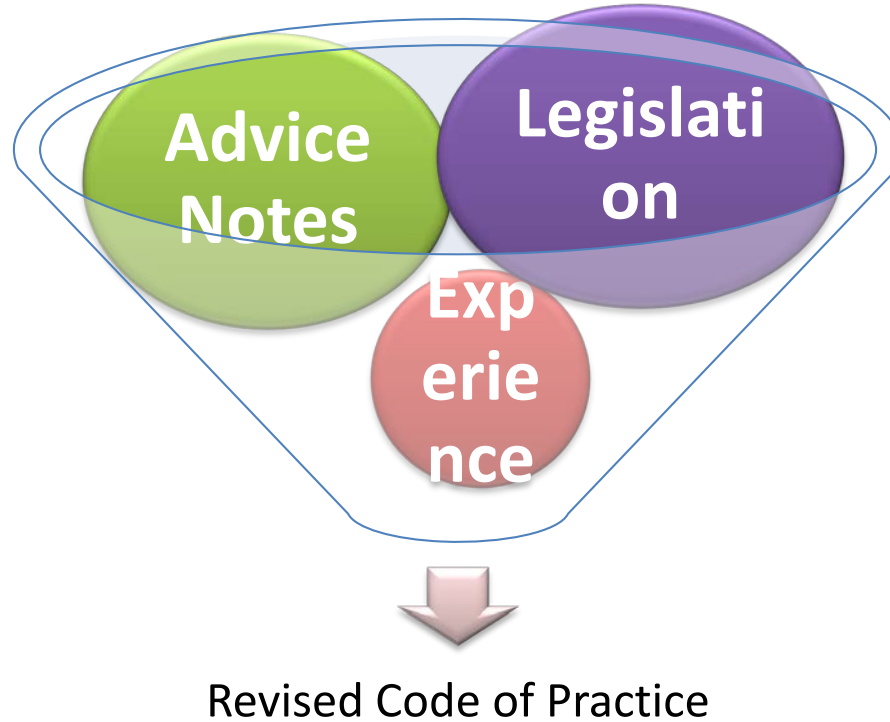 Advice
Notes
Legislati
on
Exp
erie
nce
Revised Code of Practice